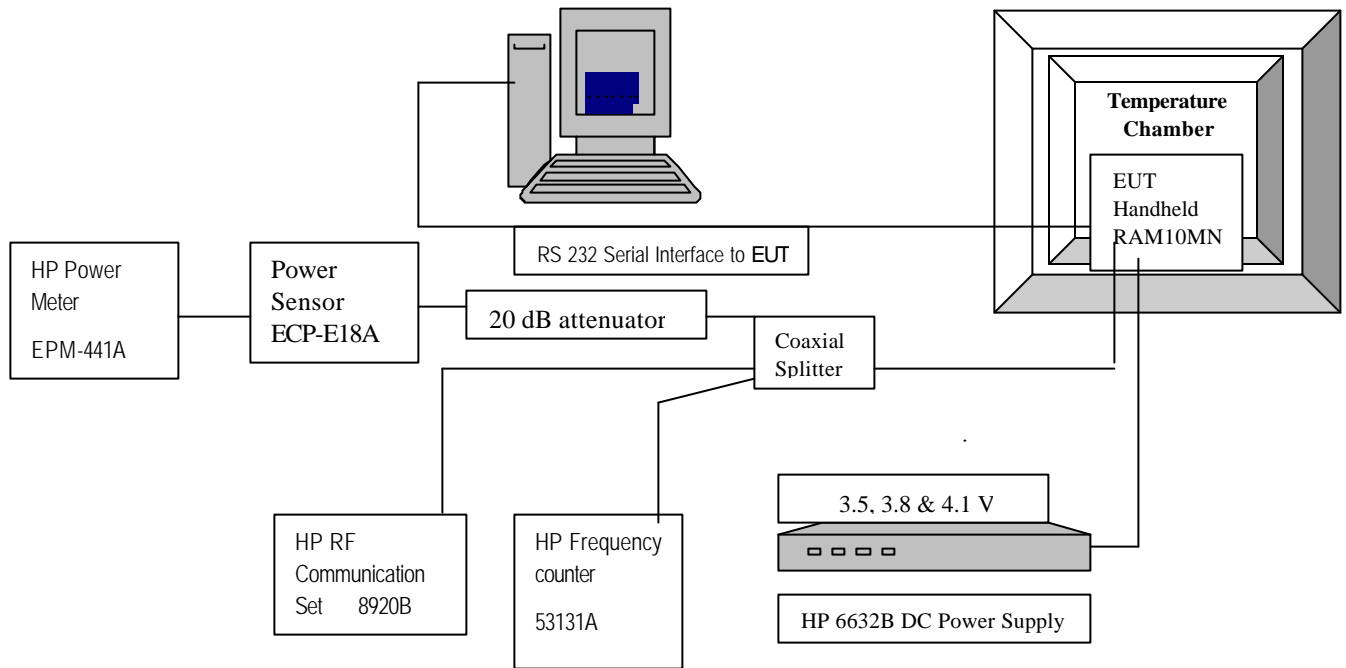 Temperature
Chamber
EUT
Handheld
RAM10MN
RS 232 Serial Interface to EUT
HP Power
Meter
EPM-441A
Power
Sensor
ECP-E18A
20 dB attenuator
Coaxial
Splitter
3.5, 3.8 & 4.1 V
HP RF
Communication
Set 8920B
HP Frequency
counter
53131A
HP 6632B DC Power Supply